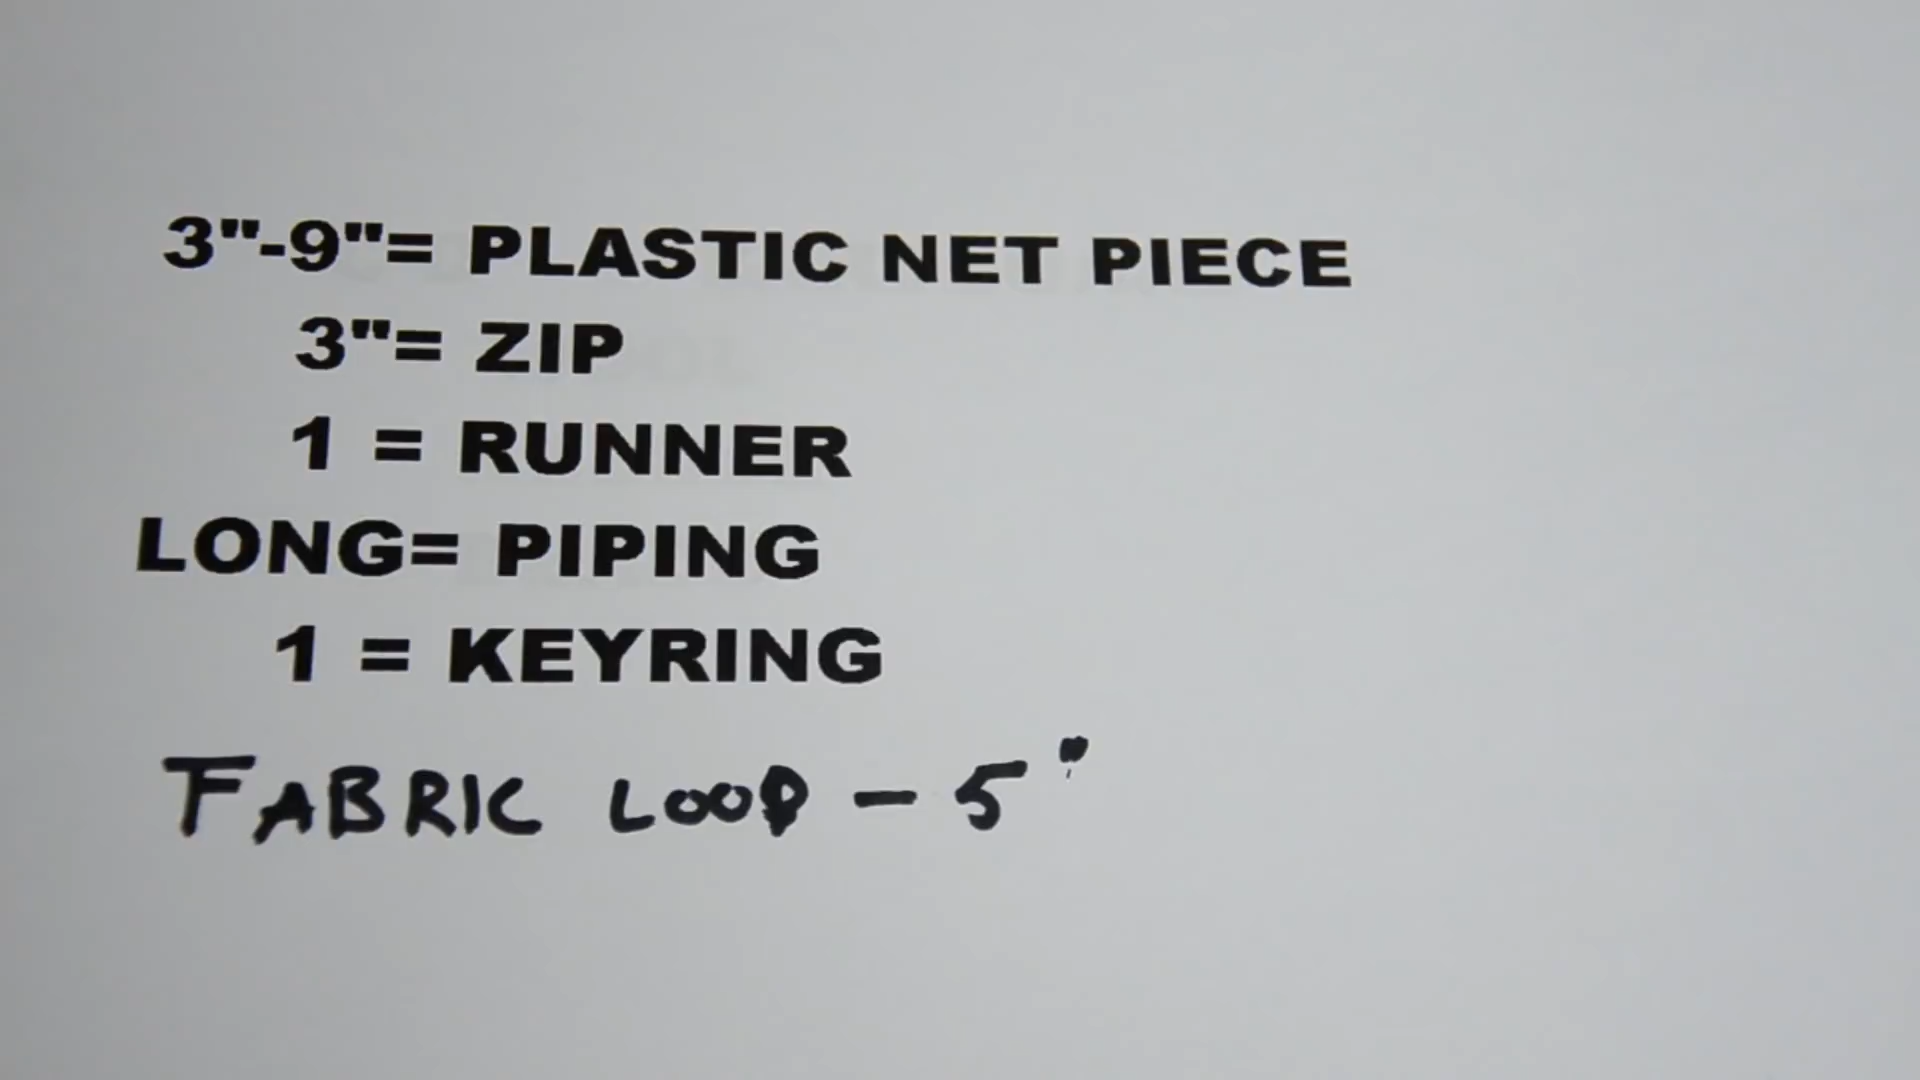 3"-9"= PLASTIC NET PIECE
3"= ZIP
1 = RUNNER
LONG= PIPING
1 = KEYRING
FABRIC LOOP - 5"